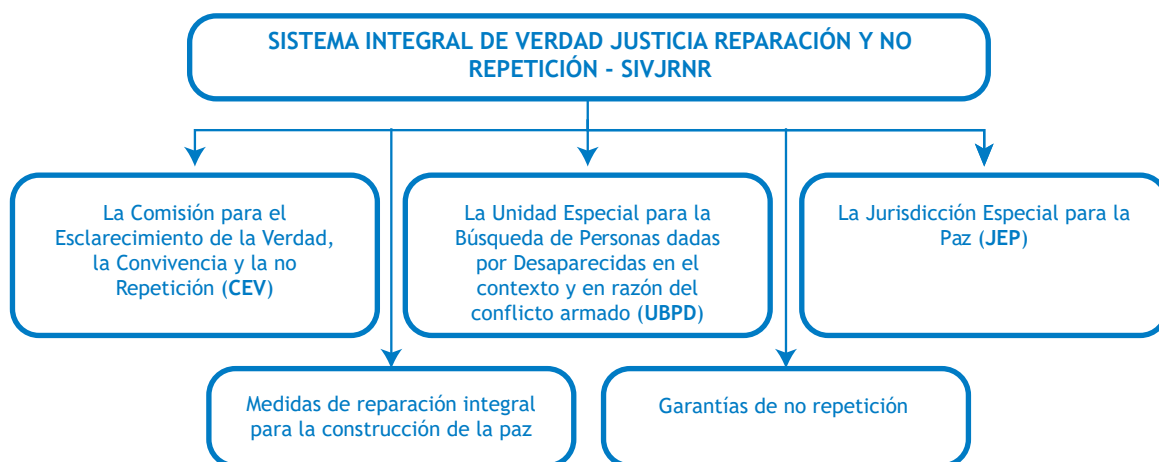 SISTEMA INTEGRAL DE VERDAD JUSTICIA REPARACIÓN Y NO
REPETICIÓN - SIVJRNR
La Comisión para el
Esclarecimiento de la Verdad,
la Convivencia y la no
Repetición (CEV)
La Unidad Especial para la
Búsqueda de Personas dadas
por Desaparecidas en el
contexto y en razón del
conflicto armado (UBPD)
La Jurisdicción Especial para la
Paz (JEP)
Medidas de reparación integral
para la construcción de la paz
Garantías de no repetición